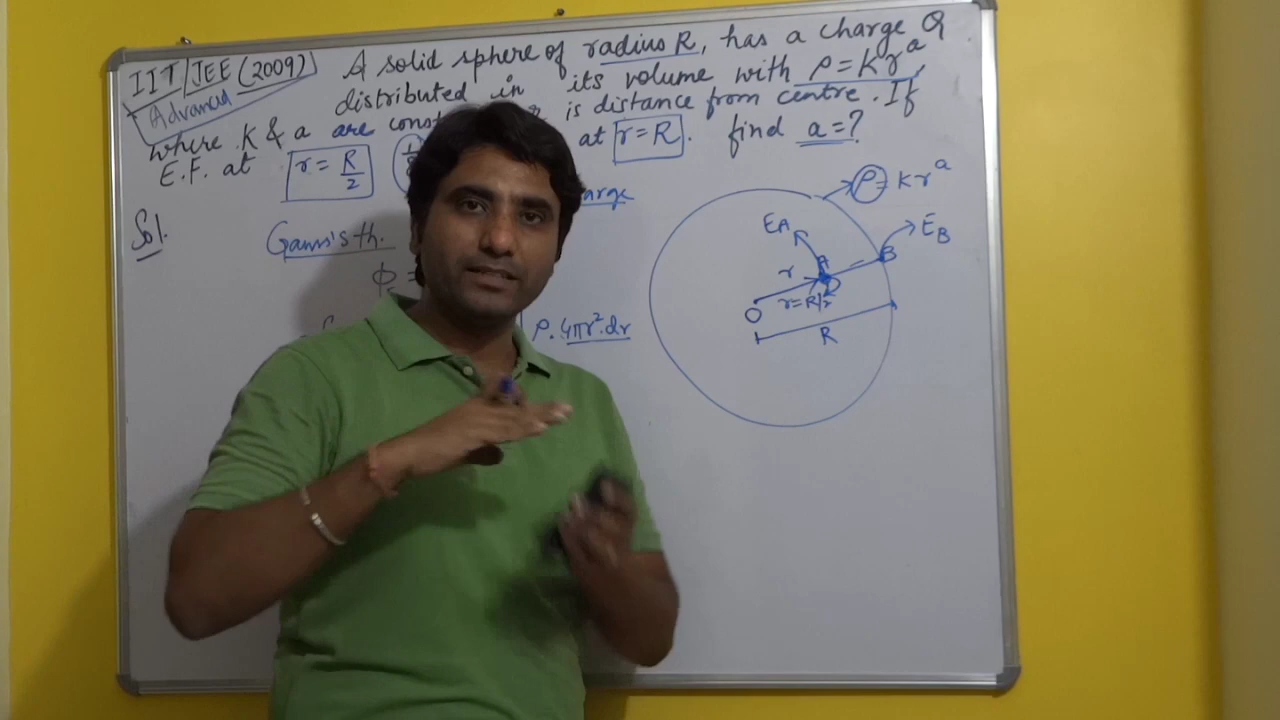 IIT/JEE (2009)
Advanced
A solid sphere of radius R, has a charge Q
distributed in its volume with ρ = Kr^a,
where K & a are const is distance from centre. If
E.F. at r = R/2 at r = R. find a = ?
Sol.
Gauss's th.
ϕ =
ρ. 4πr². dr
ρ = Kr^a
E_A
E_B
A
B
r
r = R/2
O
R